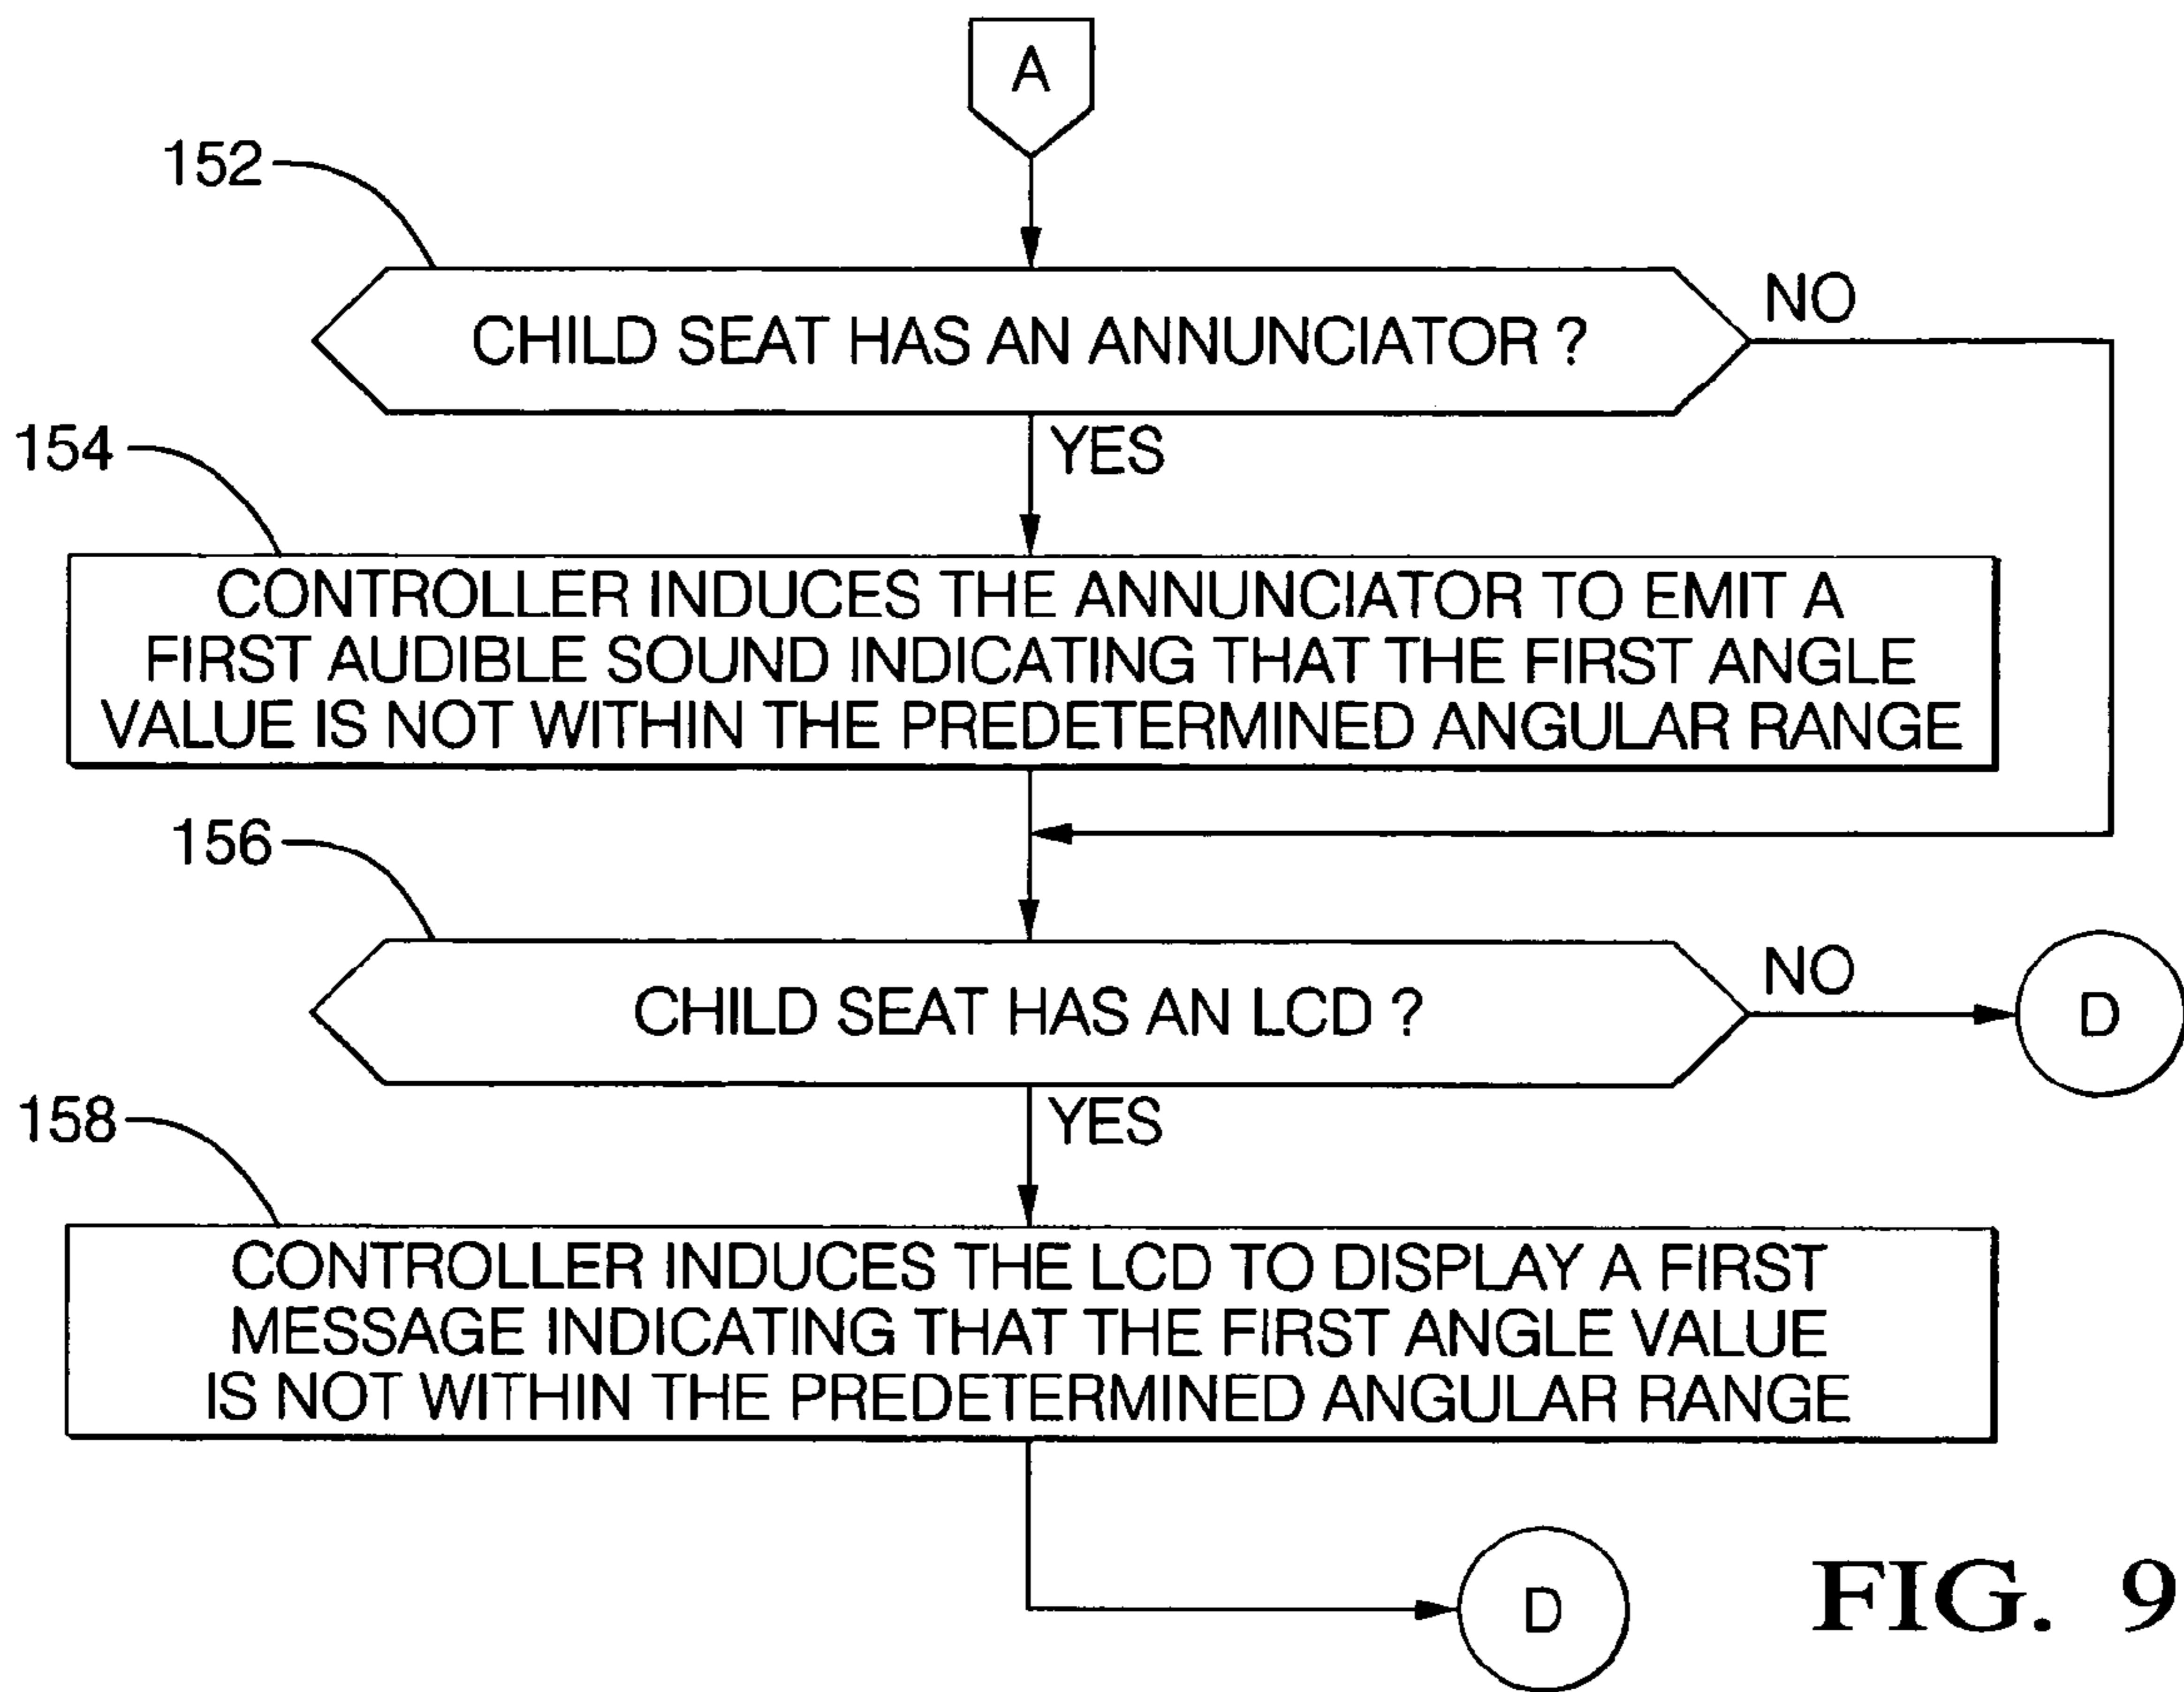 A
152
CHILD SEAT HAS AN ANNUNCIATOR ?
NO
YES
154
CONTROLLER INDUCES THE ANNUNCIATOR TO EMIT A
FIRST AUDIBLE SOUND INDICATING THAT THE FIRST ANGLE
VALUE IS NOT WITHIN THE PREDETERMINED ANGULAR RANGE
156
CHILD SEAT HAS AN LCD ?
NO
D
YES
158
CONTROLLER INDUCES THE LCD TO DISPLAY A FIRST
MESSAGE INDICATING THAT THE FIRST ANGLE VALUE
IS NOT WITHIN THE PREDETERMINED ANGULAR RANGE
D
FIG. 9